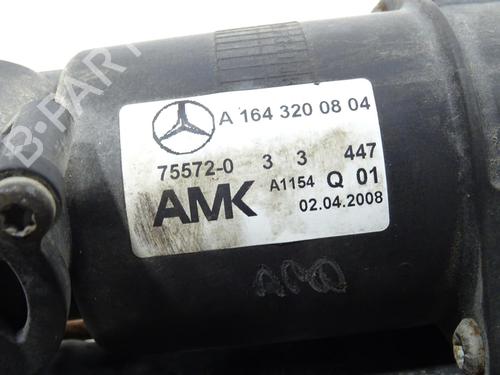 B-PARTS
A 164 320 08 04
75572-0 3 3 447
A1154 Q 01
AMK
02.04.2008